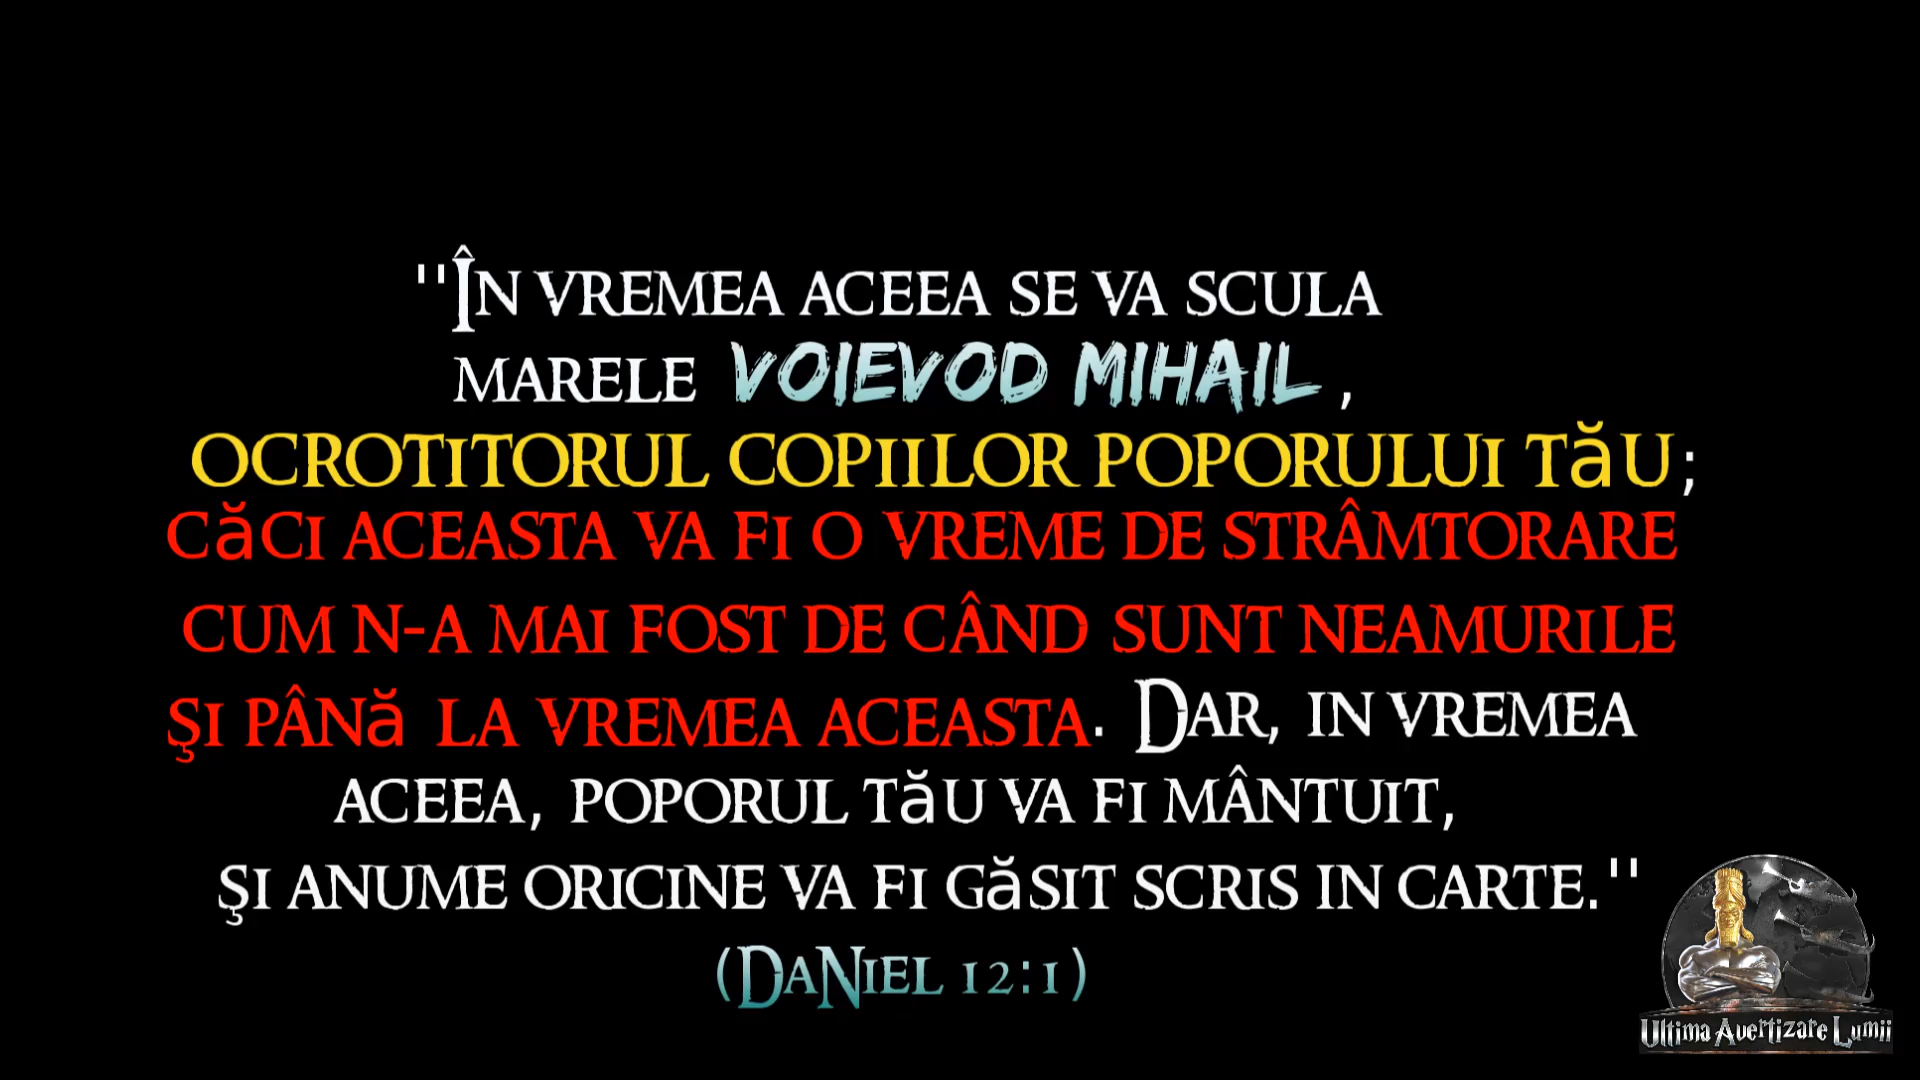 ''În vremea aceea se va scula
marele VOIEVOD MIHAIL,
ocrotitorul copiilor poporului tău;
căci aceasta va fi o vreme de strâmtorare
cum n-a mai fost de când sunt neamurile
şi până la vremea aceasta. Dar, in vremea
aceea, poporul tău va fi mântuit,
şi anume oricine va fi găsit scris in carte.''
(DaNiel 12:1)
Ultima Avertizare Lumii